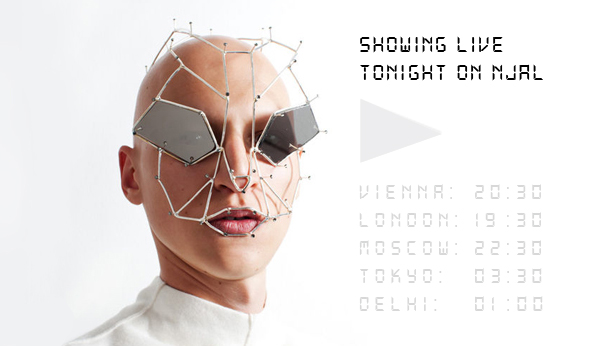 SHOWING LIVE
TONIGHT ON NJAL
VIENNA: 20:30
LONDON: 19:30
MOSCOW: 22:30
TOKYO: 03:30
DELHI: 01:00